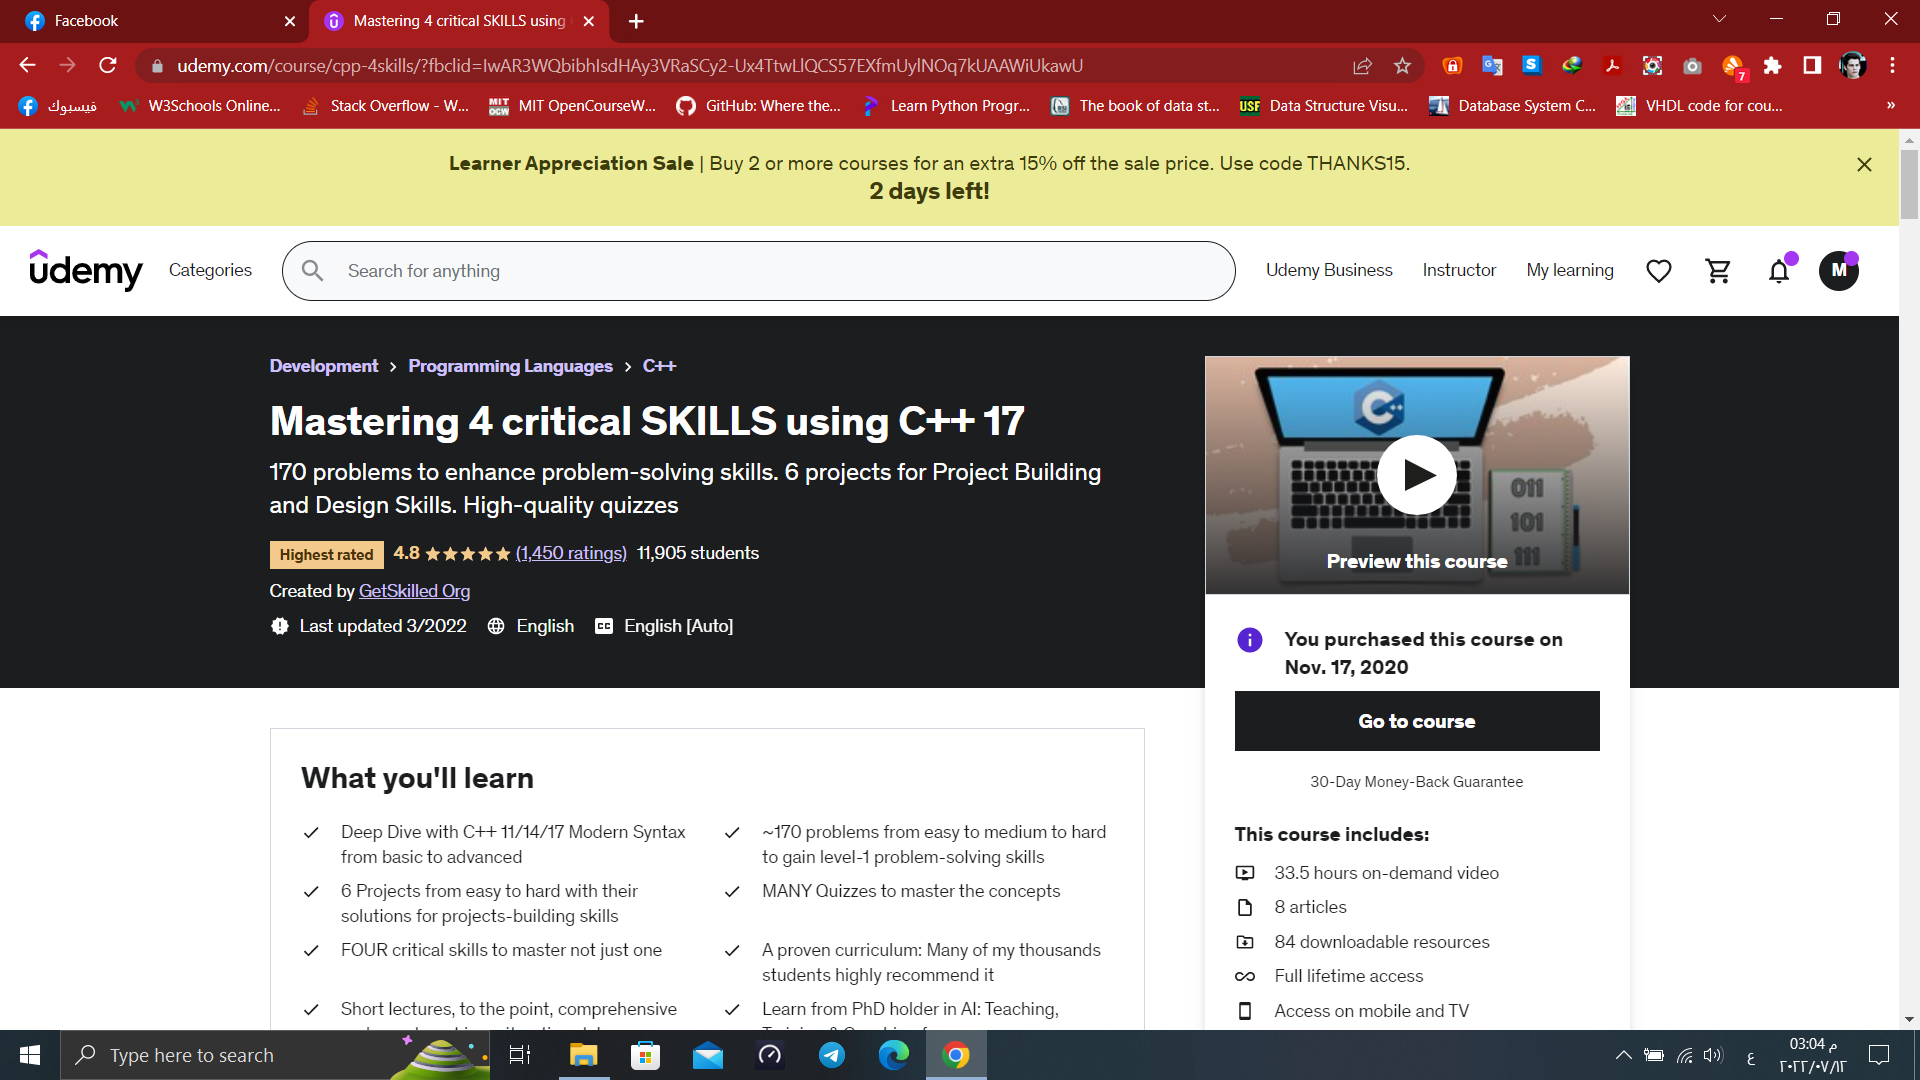 Facebook
Mastering 4 critical SKILLS using
udemy.com/course/cpp-4skills/?fbclid=IwAR3WQbibhIsdHAy3VRaSCy2-Ux4TtwLlQCS57EXfmUylNOq7kUAAWiUkawU
7
فيسبوك
W3Schools Online...
Stack Overflow - W...
MIT OpenCourseW...
GitHub: Where the...
Learn Python Progr...
The book of data st...
Data Structure Visu...
Database System C...
VHDL code for cou...
»
Learner Appreciation Sale | Buy 2 or more courses for an extra 15% off the sale price. Use code THANKS15.
2 days left!
ûdemy
Categories
Search for anything
Udemy Business
Instructor
My learning
M
Development > Programming Languages > C++
Mastering 4 critical SKILLS using C++ 17
170 problems to enhance problem-solving skills. 6 projects for Project Building
and Design Skills. High-quality quizzes
Highest rated 4.8 (1,450 ratings) 11,905 students
Created by GetSkilled Org
Last updated 3/2022 English English [Auto]
C++
011
101
111
Preview this course
You purchased this course on
Nov. 17, 2020
Go to course
30-Day Money-Back Guarantee
This course includes:
33.5 hours on-demand video
8 articles
84 downloadable resources
Full lifetime access
Access on mobile and TV
What you'll learn
Deep Dive with C++ 11/14/17 Modern Syntax
from basic to advanced
~170 problems from easy to medium to hard
to gain level-1 problem-solving skills
6 Projects from easy to hard with their
solutions for projects-building skills
MANY Quizzes to master the concepts
FOUR critical skills to master not just one
A proven curriculum: Many of my thousands
students highly recommend it
Short lectures, to the point, comprehensive
Learn from PhD holder in AI: Teaching,
Type here to search
ع
03:04 م
٢٠٢٢/٠٧/١٢